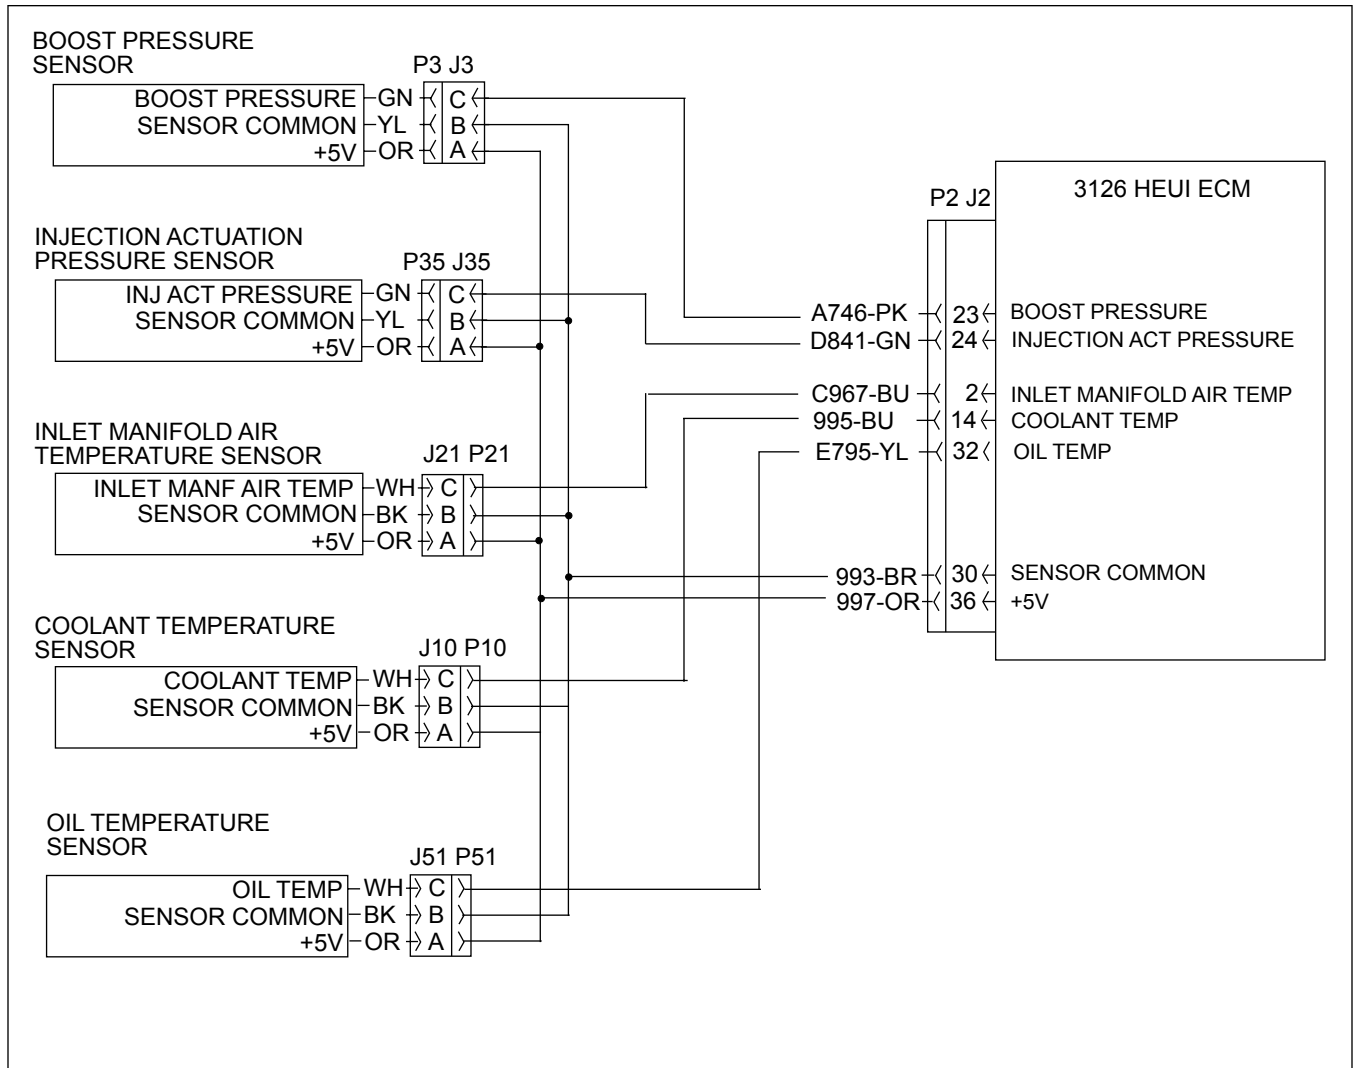 BOOST PRESSURE
SENSOR
P3 J3
BOOST PRESSURE GN C
SENSOR COMMON YL B
+5V OR A
INJECTION ACTUATION
PRESSURE SENSOR
P35 J35
INJ ACT PRESSURE GN C
SENSOR COMMON YL B
+5V OR A
INLET MANIFOLD AIR
TEMPERATURE SENSOR
J21 P21
INLET MANF AIR TEMP WH C
SENSOR COMMON BK B
+5V OR A
COOLANT TEMPERATURE
SENSOR
J10 P10
COOLANT TEMP WH C
SENSOR COMMON BK B
+5V OR A
OIL TEMPERATURE
SENSOR
J51 P51
OIL TEMP WH C
SENSOR COMMON BK B
+5V OR A
P2 J2
3126 HEUI ECM
A746-PK 23 BOOST PRESSURE
D841-GN 24 INJECTION ACT PRESSURE
C967-BU 2 INLET MANIFOLD AIR TEMP
995-BU 14 COOLANT TEMP
E795-YL 32 OIL TEMP
993-BR 30 SENSOR COMMON
997-OR 36 +5V